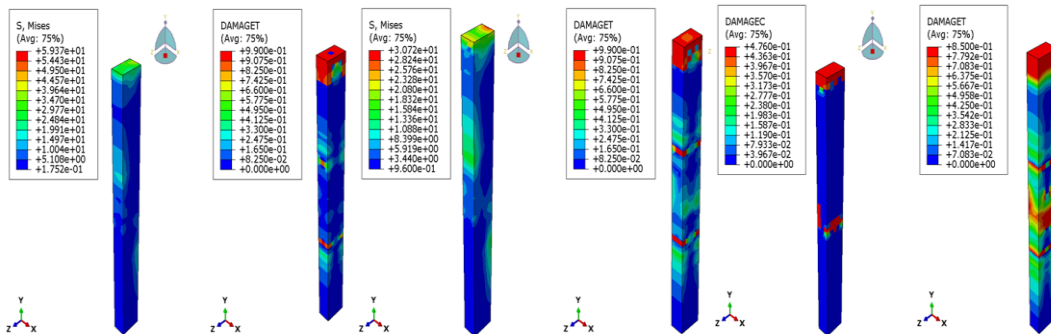 S, Mises
(Avg: 75%)
+5.937e+01
+5.443e+01
+4.950e+01
+4.457e+01
+3.964e+01
+3.470e+01
+2.977e+01
+2.484e+01
+1.991e+01
+1.497e+01
+1.004e+01
+5.108e+00
+1.752e-01
Y
Z X
DAMAGET
(Avg: 75%)
+9.900e-01
+9.075e-01
+8.250e-01
+7.425e-01
+6.600e-01
+5.775e-01
+4.950e-01
+4.125e-01
+3.300e-01
+2.475e-01
+1.650e-01
+8.250e-02
+0.000e+00
Y
Z X
S, Mises
(Avg: 75%)
+3.072e+01
+2.824e+01
+2.576e+01
+2.328e+01
+2.080e+01
+1.832e+01
+1.584e+01
+1.336e+01
+1.088e+01
+8.399e+00
+5.919e+00
+3.440e+00
+9.600e-01
Y
Z X
DAMAGET
(Avg: 75%)
+9.900e-01
+9.075e-01
+8.250e-01
+7.425e-01
+6.600e-01
+5.775e-01
+4.950e-01
+4.125e-01
+3.300e-01
+2.475e-01
+1.650e-01
+8.250e-02
+0.000e+00
Y
Z X
DAMAGEC
(Avg: 75%)
+4.760e-01
+4.363e-01
+3.967e-01
+3.570e-01
+3.173e-01
+2.777e-01
+2.380e-01
+1.983e-01
+1.587e-01
+1.190e-01
+7.933e-02
+3.967e-02
+0.000e+00
Y
Z X
DAMAGET
(Avg: 75%)
+8.500e-01
+7.792e-01
+7.083e-01
+6.375e-01
+5.667e-01
+4.958e-01
+4.250e-01
+3.542e-01
+2.833e-01
+2.125e-01
+1.417e-01
+7.083e-02
+0.000e+00
Y
Z X